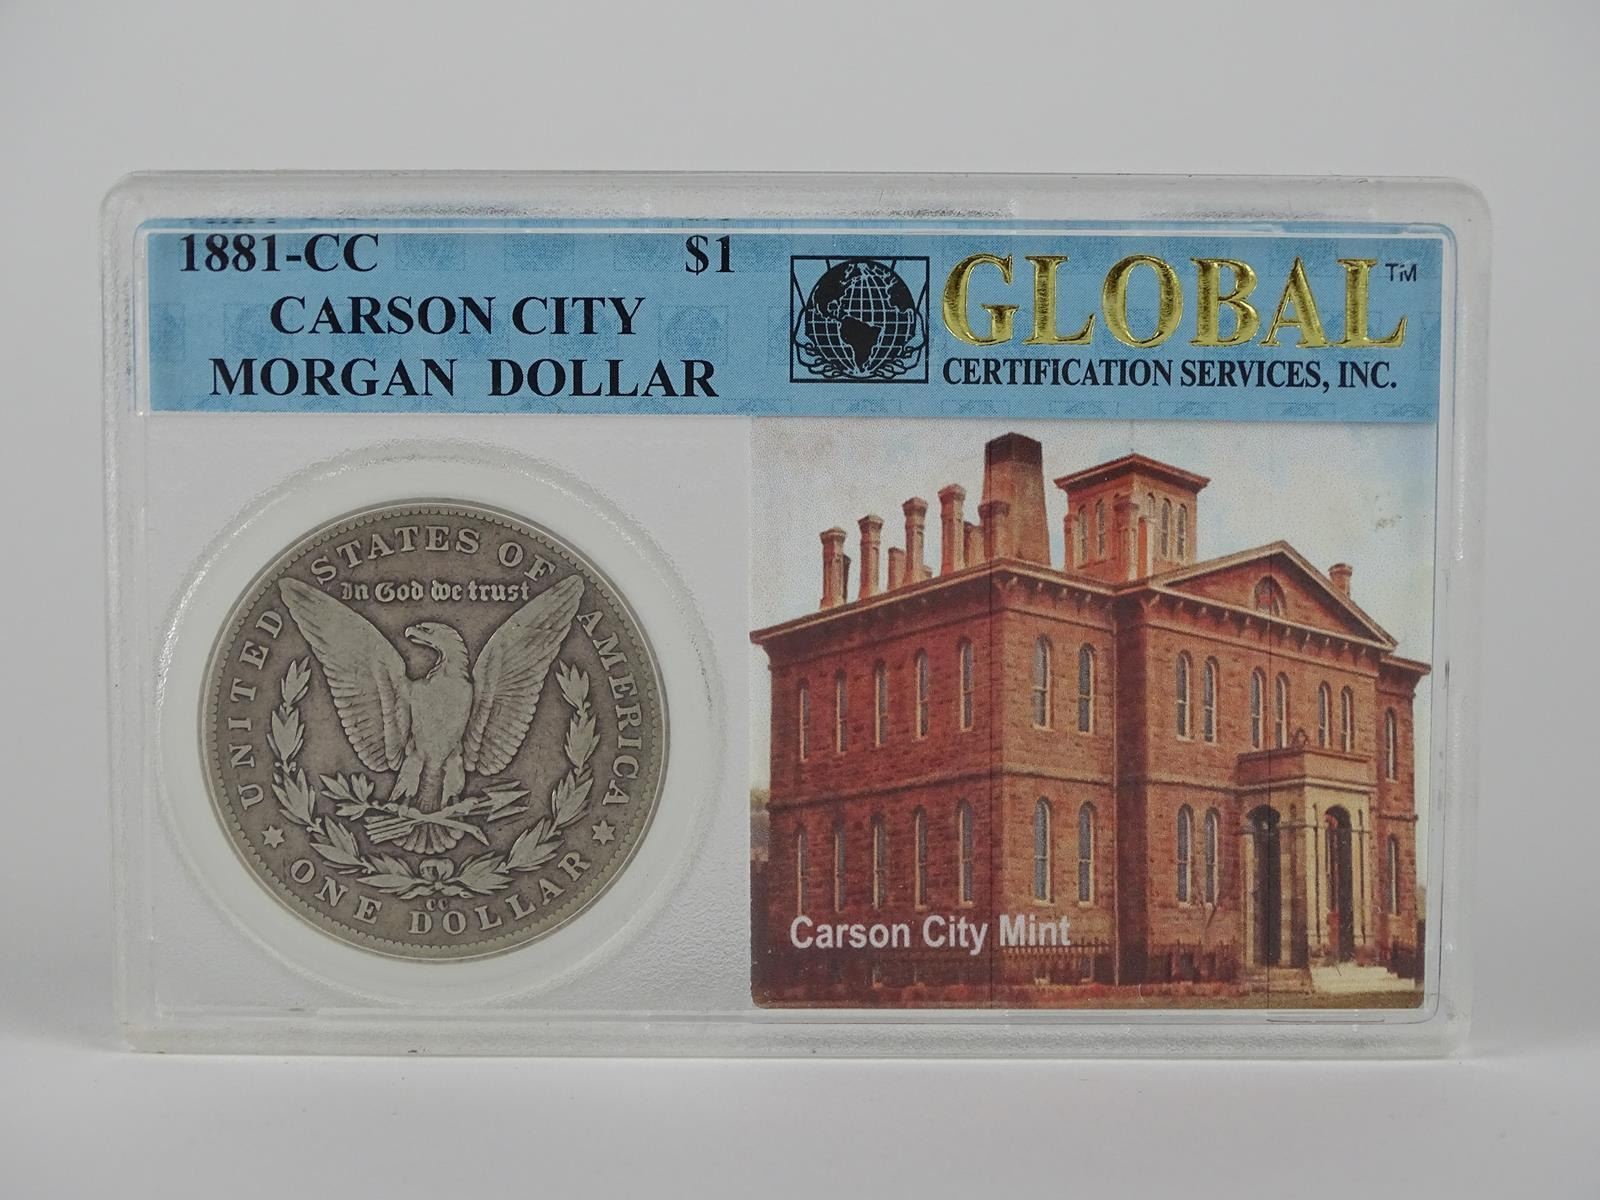 1881-CC $1
CARSON CITY
MORGAN DOLLAR
GLOBAL™
CERTIFICATION SERVICES, INC.
UNITED STATES OF AMERICA
In God we trust
CC
ONE DOLLAR
Carson City Mint